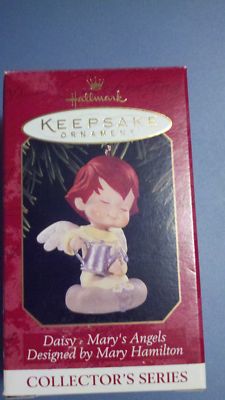 Hallmark
KEEPSAKE
ORNAMENT
Daisy - Mary's Angels
Designed by Mary Hamilton
COLLECTOR'S SERIES